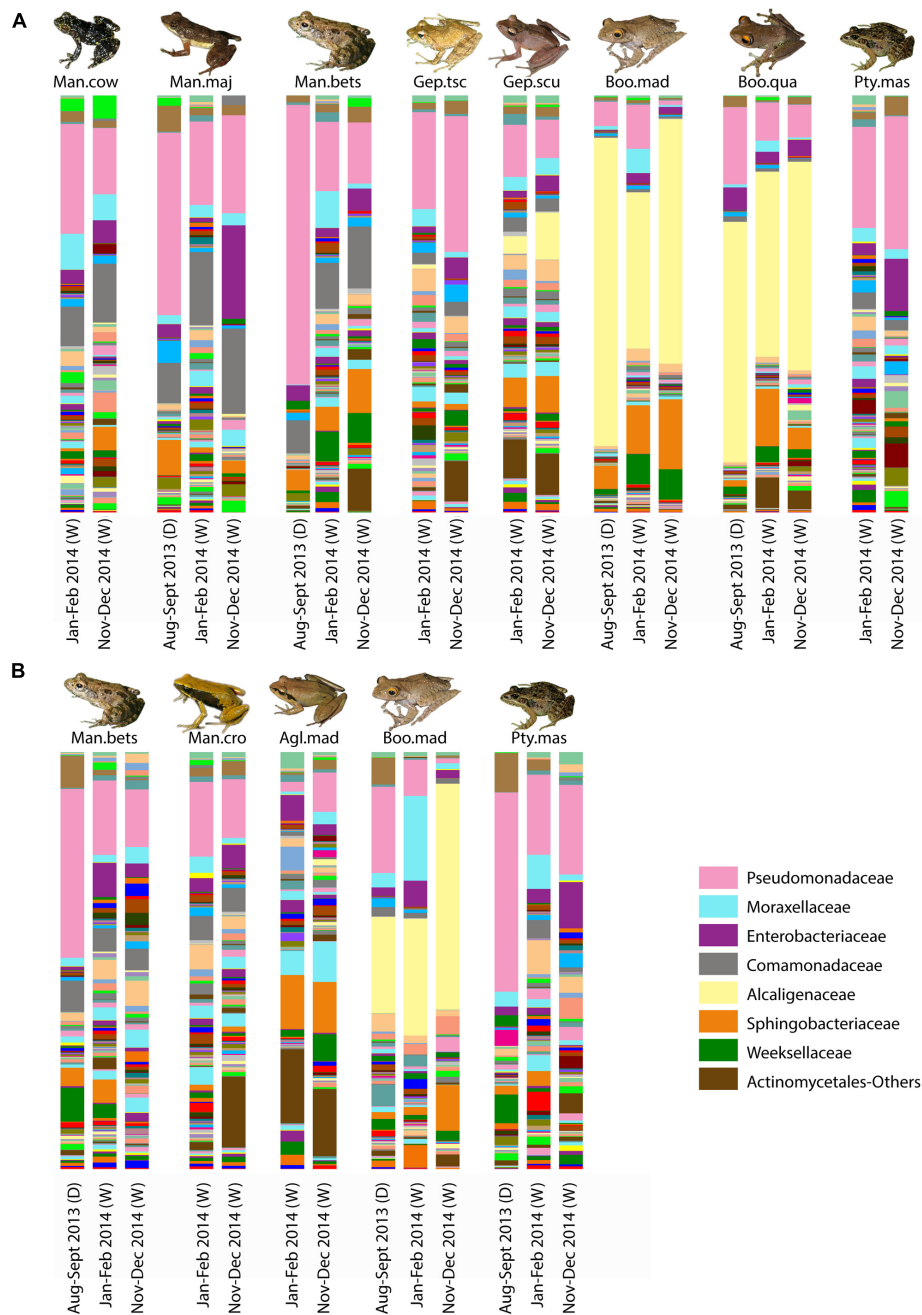 A
Man.cow Man.maj Man.bets Gep.tsc Gep.scu Boo.mad Boo.qua Pty.mas
Jan-Feb 2014 (W)
Nov-Dec 2014 (W)
Aug-Sept 2013 (D)
Jan-Feb 2014 (W)
Nov-Dec 2014 (W)
Aug-Sept 2013 (D)
Jan-Feb 2014 (W)
Nov-Dec 2014 (W)
Jan-Feb 2014 (W)
Nov-Dec 2014 (W)
Jan-Feb 2014 (W)
Nov-Dec 2014 (W)
Aug-Sept 2013 (D)
Jan-Feb 2014 (W)
Nov-Dec 2014 (W)
Aug-Sept 2013 (D)
Jan-Feb 2014 (W)
Nov-Dec 2014 (W)
Jan-Feb 2014 (W)
Nov-Dec 2014 (W)
B
Man.bets Man.cro Agl.mad Boo.mad Pty.mas
Aug-Sept 2013 (D)
Jan-Feb 2014 (W)
Nov-Dec 2014 (W)
Jan-Feb 2014 (W)
Nov-Dec 2014 (W)
Jan-Feb 2014 (W)
Nov-Dec 2014 (W)
Aug-Sept 2013 (D)
Jan-Feb 2014 (W)
Nov-Dec 2014 (W)
Aug-Sept 2013 (D)
Jan-Feb 2014 (W)
Nov-Dec 2014 (W)
Pseudomonadaceae
Moraxellaceae
Enterobacteriaceae
Comamonadaceae
Alcaligenaceae
Sphingobacteriaceae
Weeksellaceae
Actinomycetales-Others